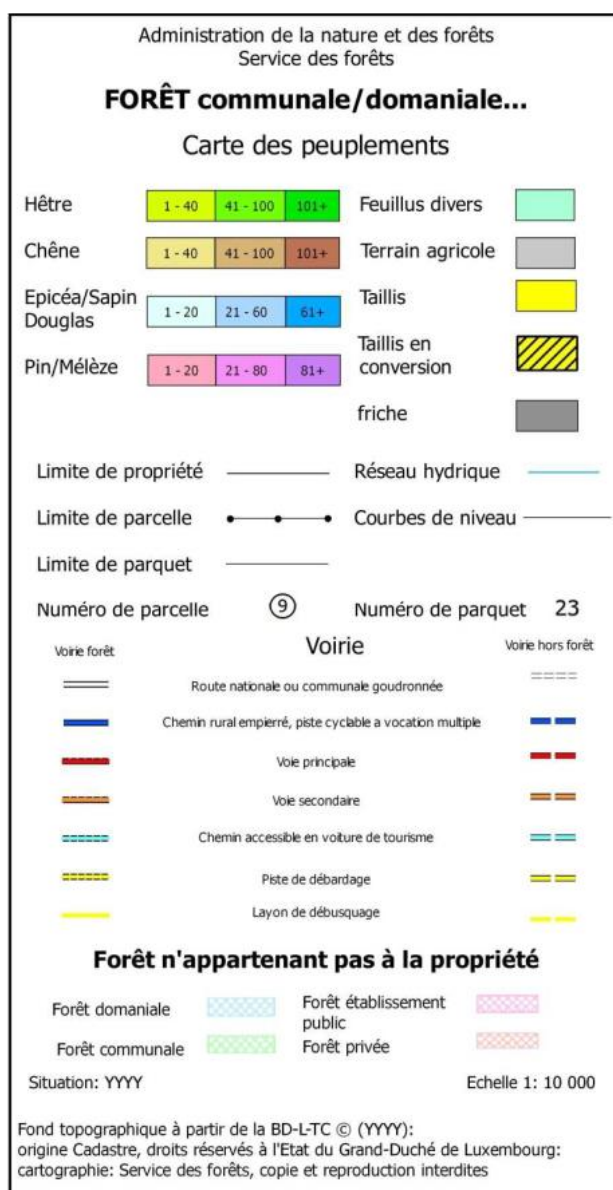 Administration de la nature et des forêts
Service des forêts
FORÊT communale/domaniale...
Carte des peuplements
Hêtre 1 - 40 41 - 100 101+ Feuillus divers
Chêne 1 - 40 41 - 100 101+ Terrain agricole
Epicéa/Sapin
Douglas 1 - 20 21 - 60 61+ Taillis
Taillis en
conversion
Pin/Mélèze 1 - 20 21 - 80 81+
friche
Limite de propriété Réseau hydrique
Limite de parcelle Courbes de niveau
Limite de parquet
Numéro de parcelle 9 Numéro de parquet 23
Voirie forêt Voirie Voirie hors forêt
Route nationale ou communale goudronnée
Chemin rural empierré, piste cyclable a vocation multiple
Voie principale
Voie secondaire
Chemin accessible en voiture de tourisme
Piste de débardage
Layon de débusquage
Forêt n'appartenant pas à la propriété
Forêt domaniale Forêt établissement
public
Forêt communale Forêt privée
Situation: YYYY Echelle 1: 10 000
Fond topographique à partir de la BD-L-TC © (YYYY):
origine Cadastre, droits réservés à l'Etat du Grand-Duché de Luxembourg:
cartographie: Service des forêts, copie et reproduction interdites